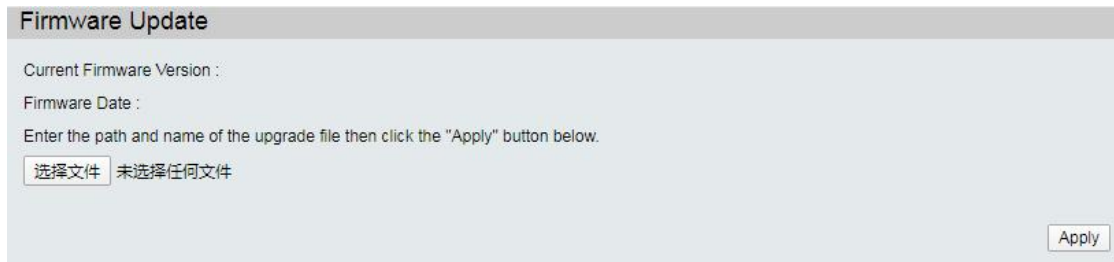 Firmware Update
Current Firmware Version :
Firmware Date :
Enter the path and name of the upgrade file then click the "Apply" button below.
选择文件 未选择任何文件
Apply